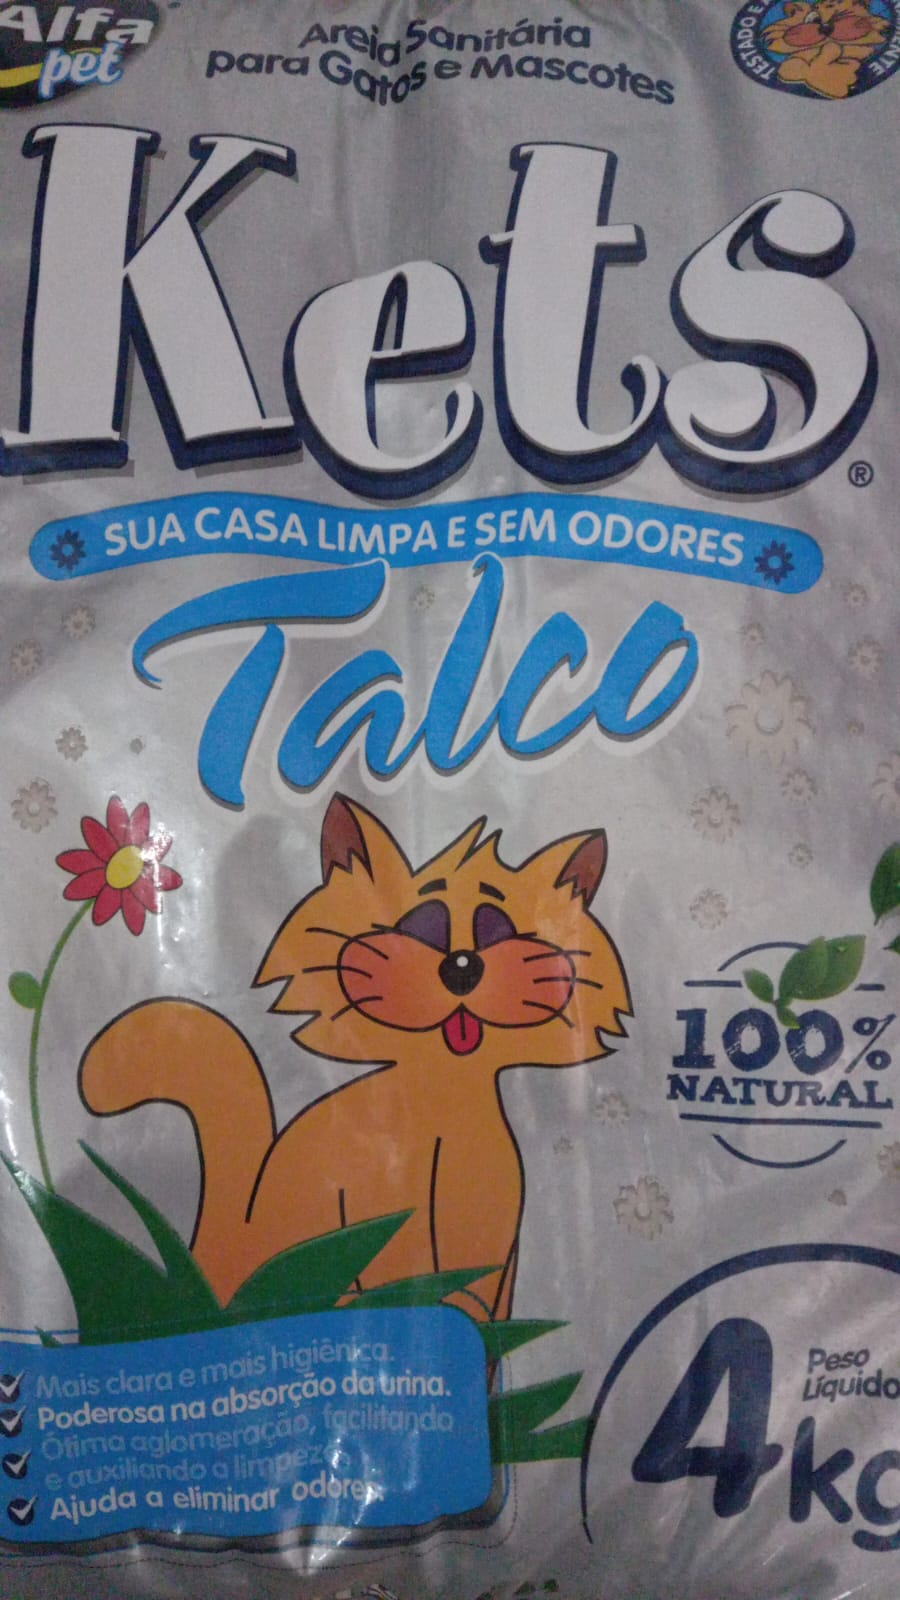 Alfa
pet
Areia Sanitária
para Gatos e Mascotes
TESTADO E
Kets
®
SUA CASA LIMPA E SEM ODORES
Talco
100%
NATURAL
Mais clara e mais higiênica.
Poderosa na absorção da urina.
Ótima aglomeração, facilitando
e auxiliando a limpeza.
Ajuda a eliminar odores.
4kg
Peso
Líquido